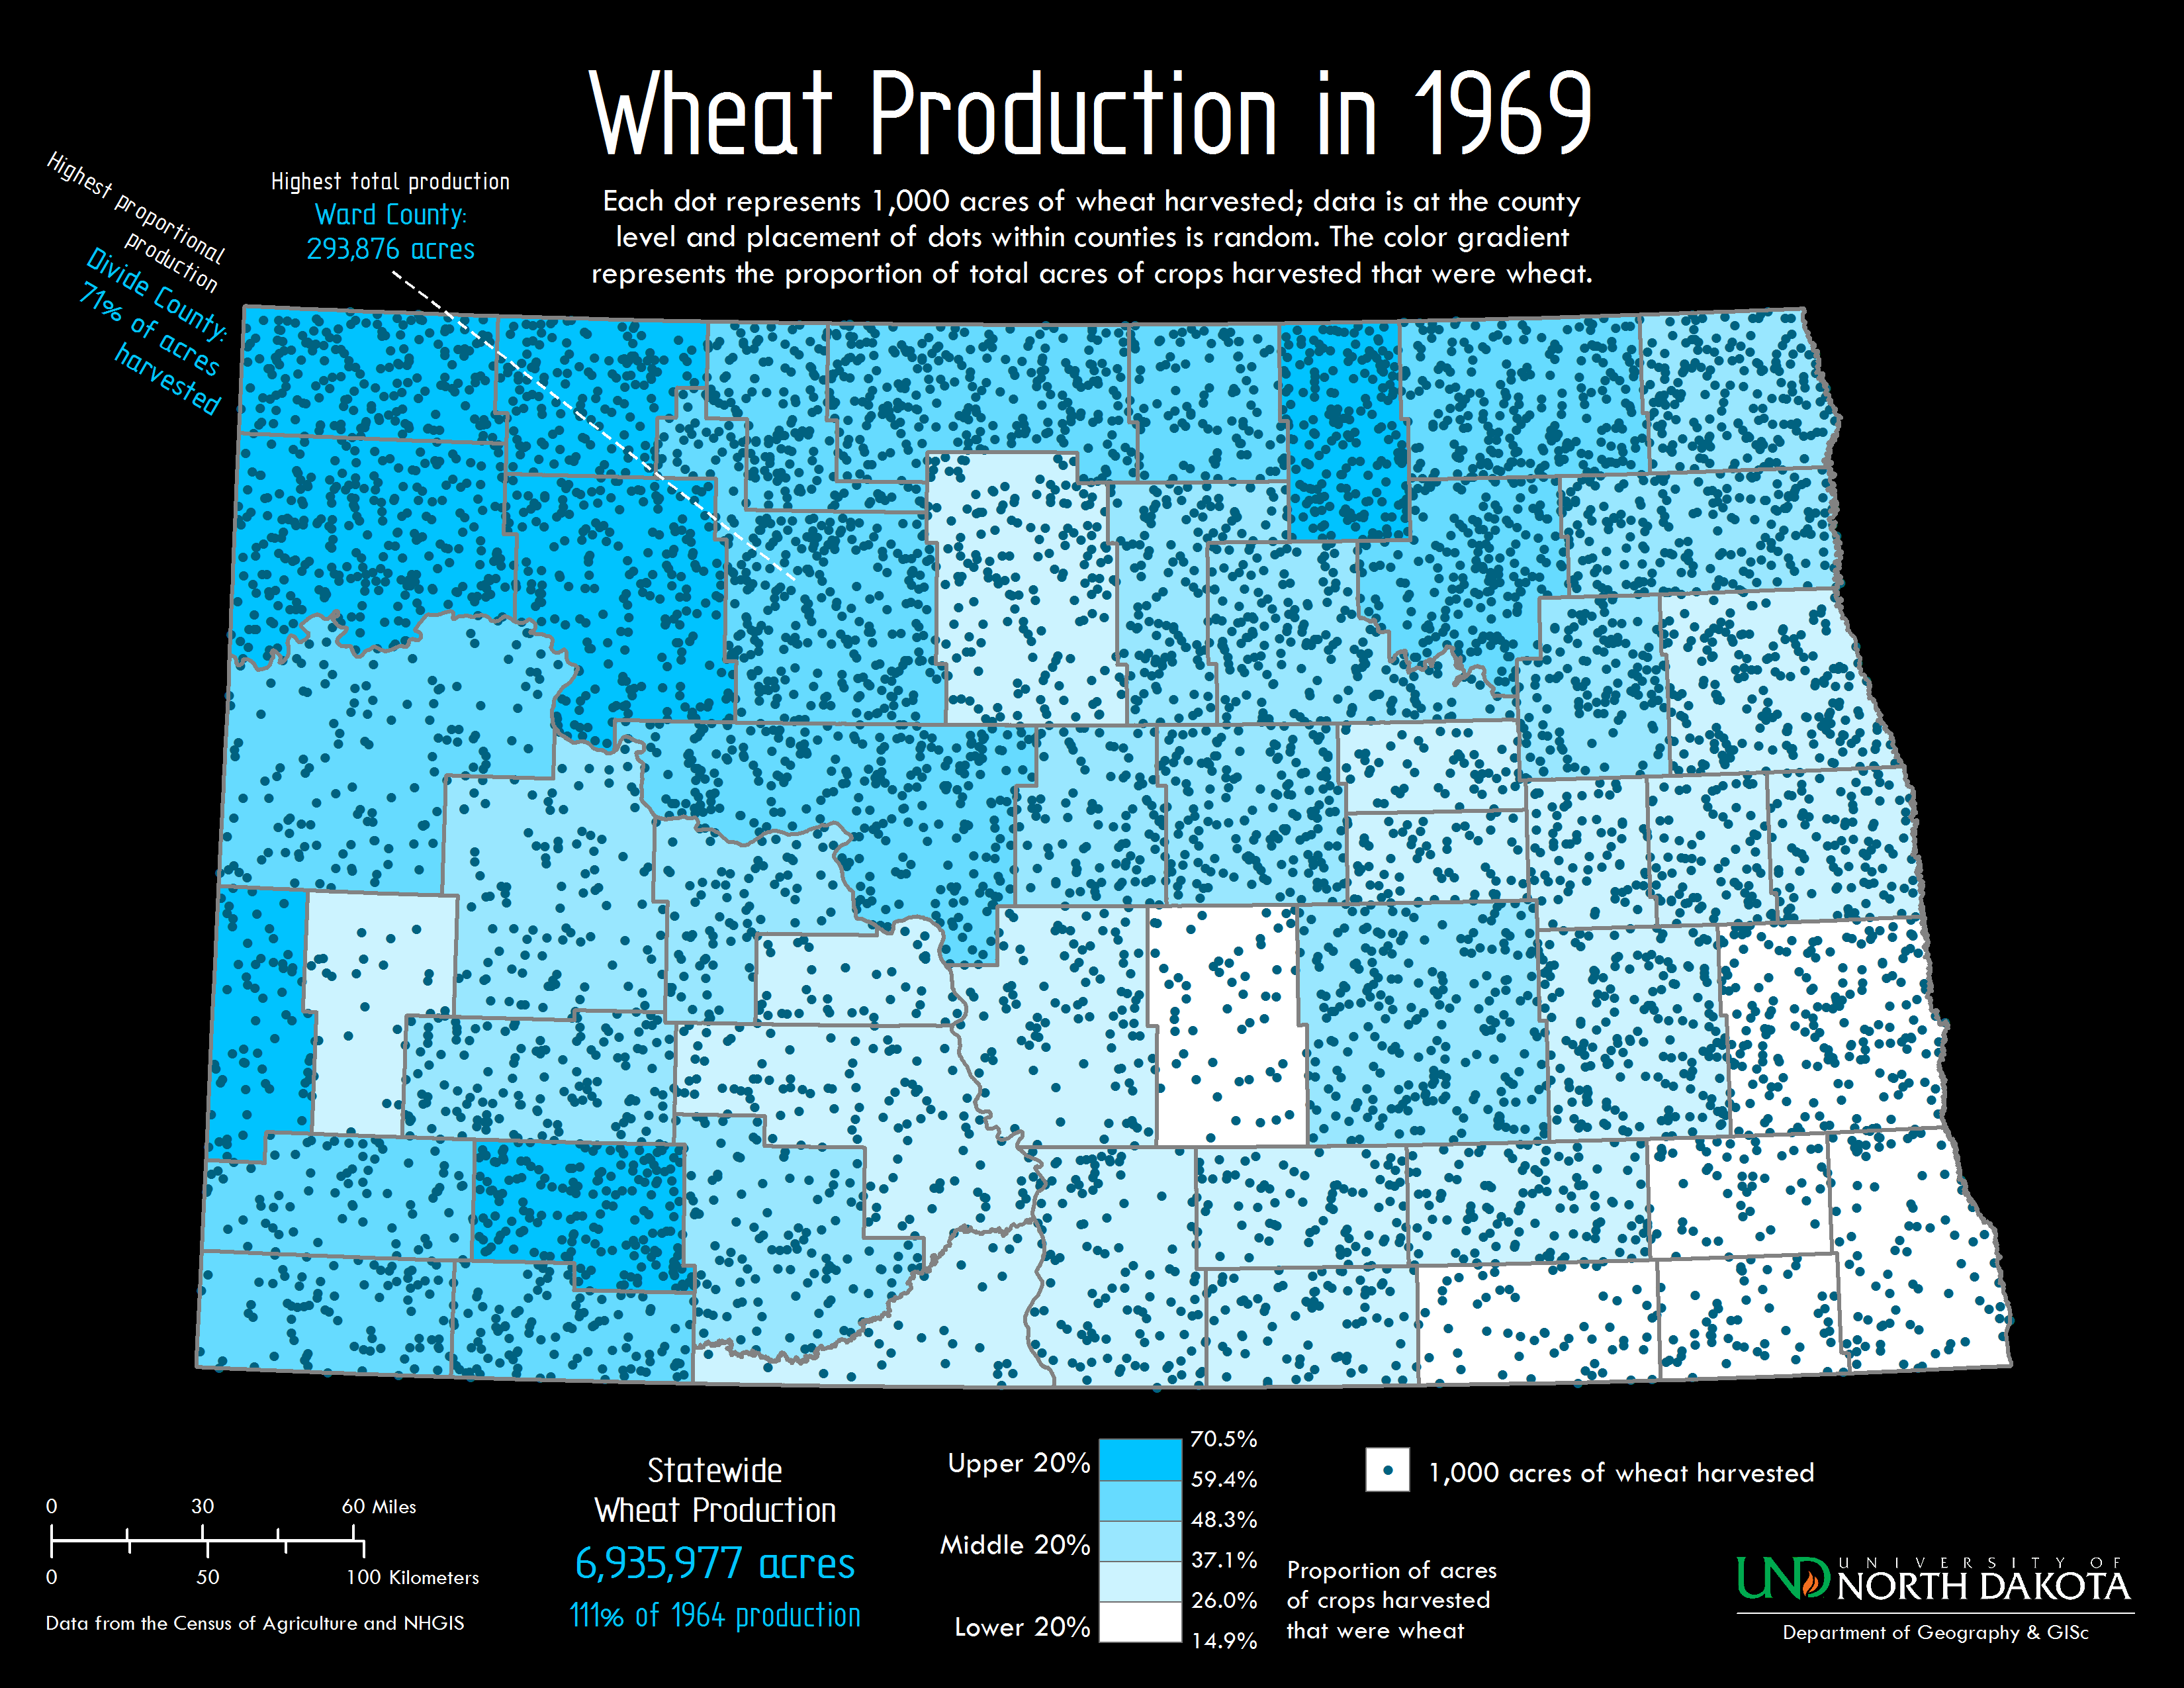 Wheat Production in 1969
Each dot represents 1,000 acres of wheat harvested; data is at the county
level and placement of dots within counties is random. The color gradient
represents the proportion of total acres of crops harvested that were wheat.
Highest proportional
production
Divide County:
71% of acres
harvested
Highest total production
Ward County:
293,876 acres
0 30 60 Miles
0 50 100 Kilometers
Data from the Census of Agriculture and NHGIS
Statewide
Wheat Production
6,935,977 acres
111% of 1964 production
Upper 20%
Middle 20%
Lower 20%
70.5%
59.4%
48.3%
37.1%
26.0%
14.9%
Proportion of acres
of crops harvested
that were wheat
1,000 acres of wheat harvested
UND
UNIVERSITY OF
NORTH DAKOTA
Department of Geography & GISc